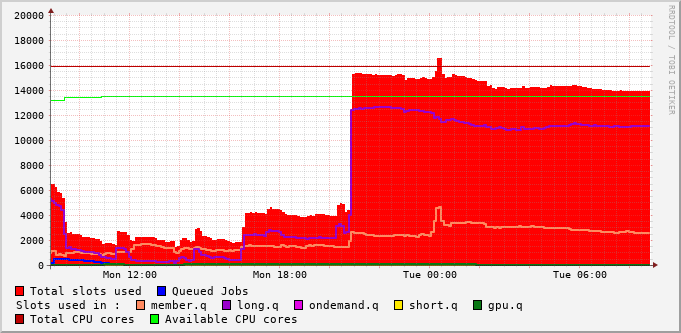 RRDTOOL / TOBI OETIKER
20000
18000
16000
14000
12000
10000
8000
6000
4000
2000
0
Mon 12:00 Mon 18:00 Tue 00:00 Tue 06:00
Total slots used Queued Jobs
Slots used in : member.q long.q ondemand.q short.q gpu.q
Total CPU cores Available CPU cores